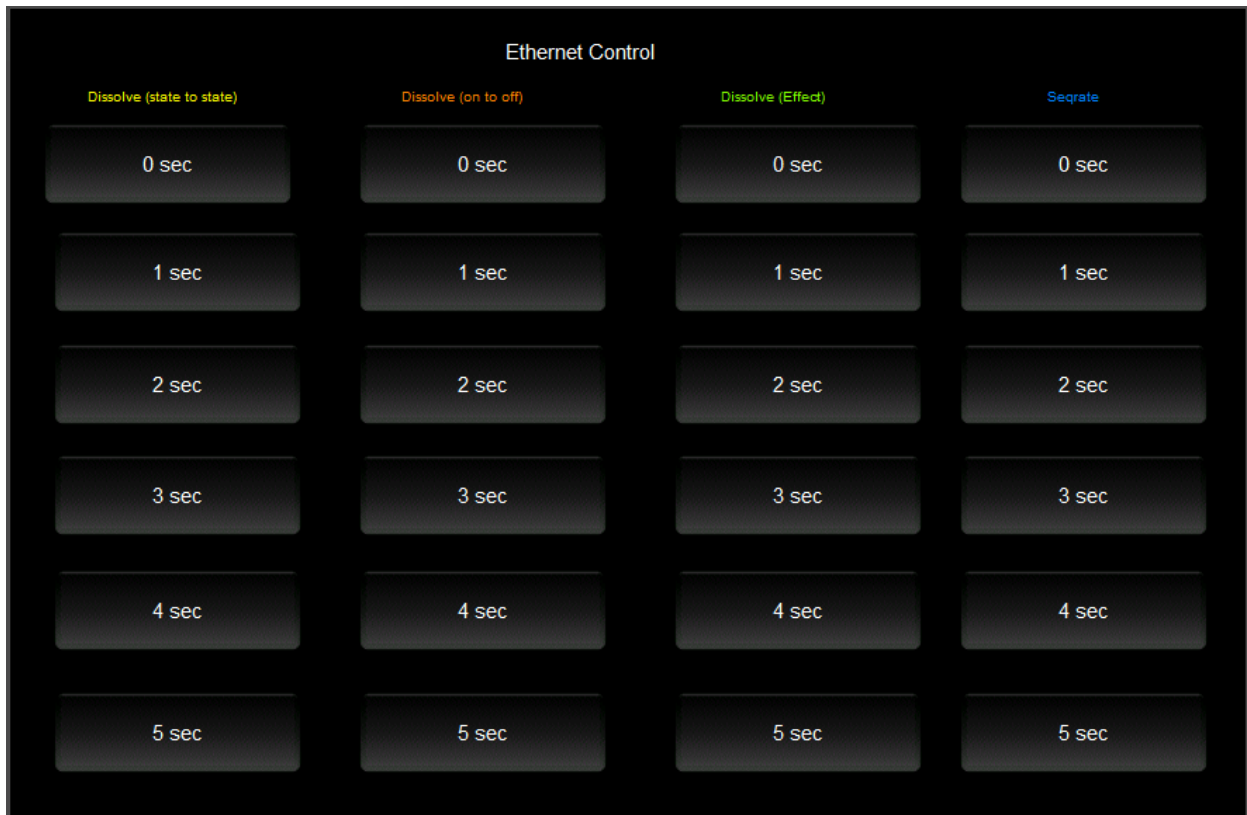 Ethernet Control
Dissolve (state to state) Dissolve (on to off) Dissolve (Effect) Seqrate
0 sec 0 sec 0 sec 0 sec
1 sec 1 sec 1 sec 1 sec
2 sec 2 sec 2 sec 2 sec
3 sec 3 sec 3 sec 3 sec
4 sec 4 sec 4 sec 4 sec
5 sec 5 sec 5 sec 5 sec